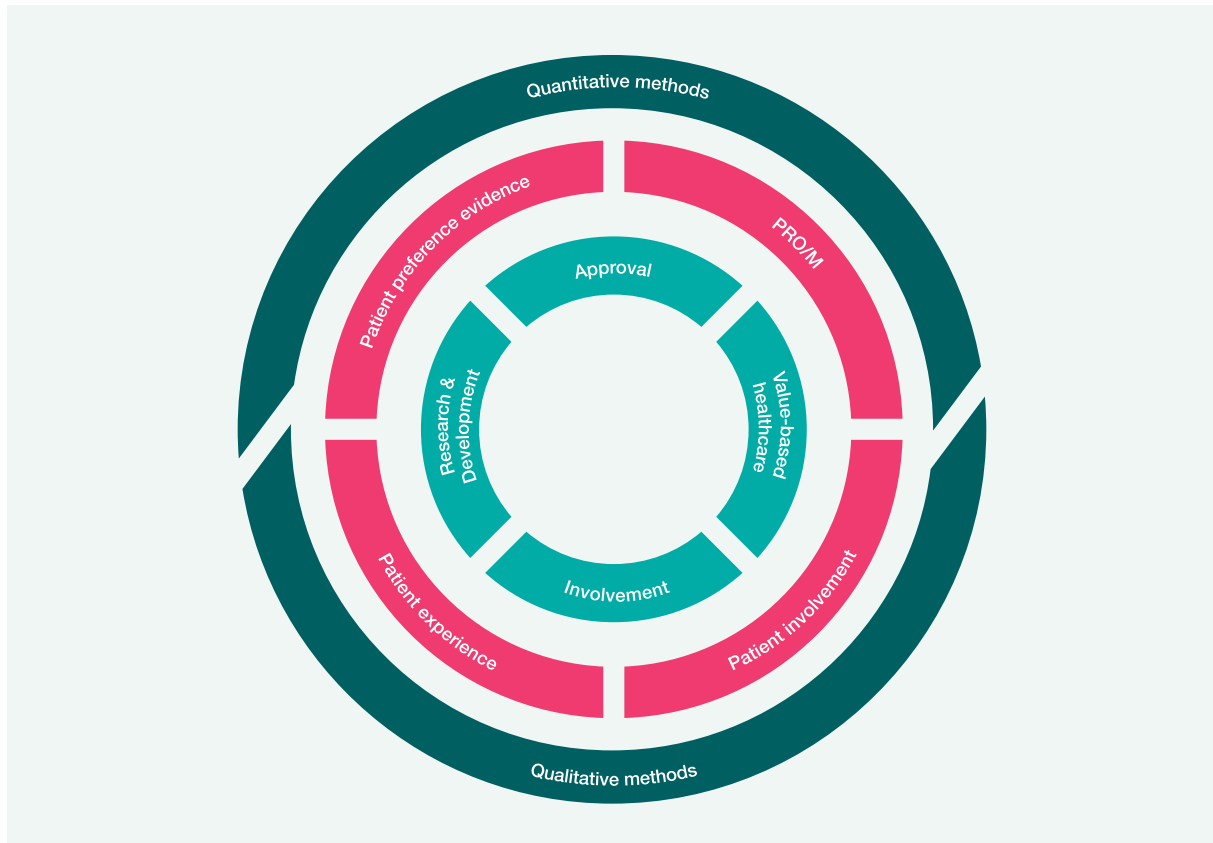 Quantitative methods
Patient preference evidence
PRO/M
Approval
Research &
Development
Value-based
healthcare
Involvement
Patient experience
Patient involvement
Qualitative methods